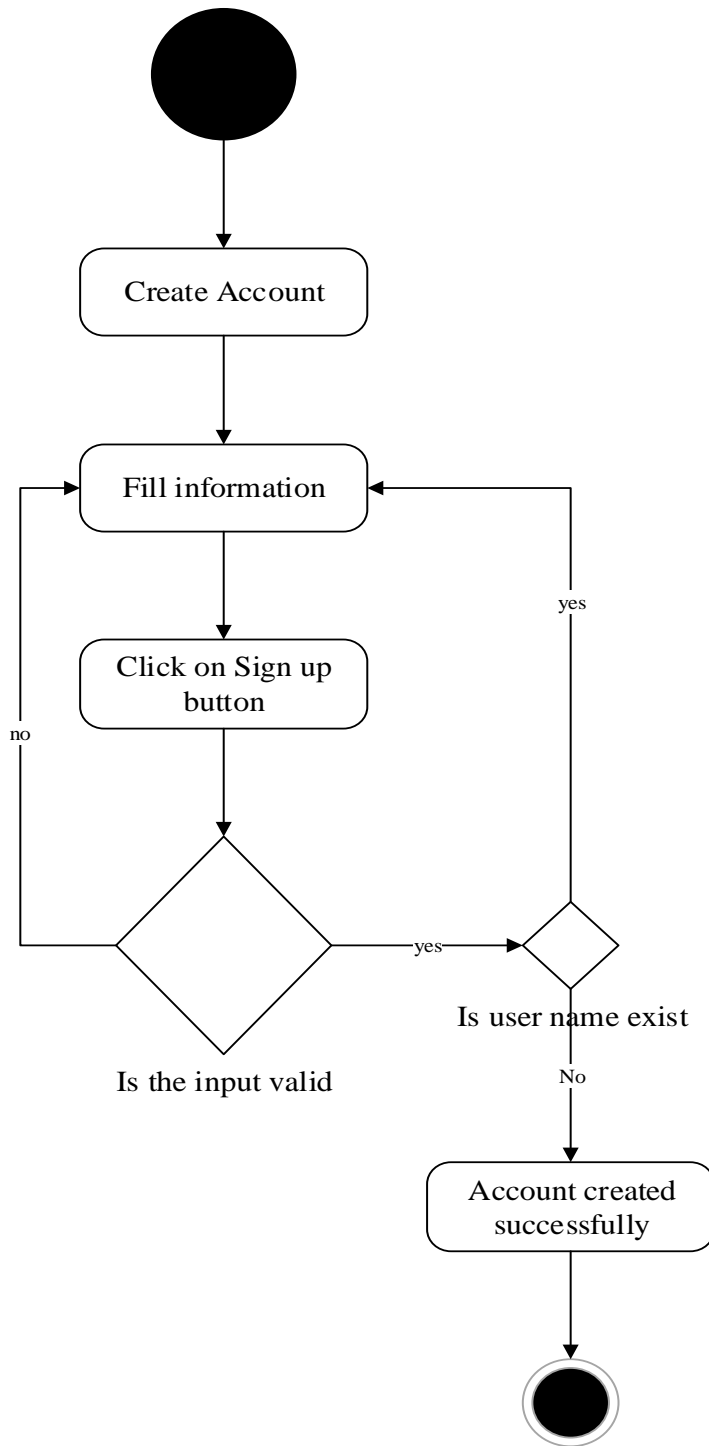 Create Account
Fill information
yes
Click on Sign up
button
no
yes
Is user name exist
Is the input valid
No
Account created
successfully